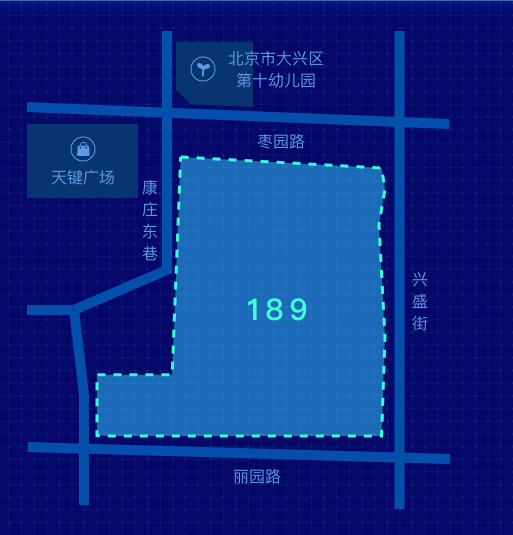 北京市大兴区
第十幼儿园
枣园路
天键广场
康庄东巷
兴盛街
189
丽园路